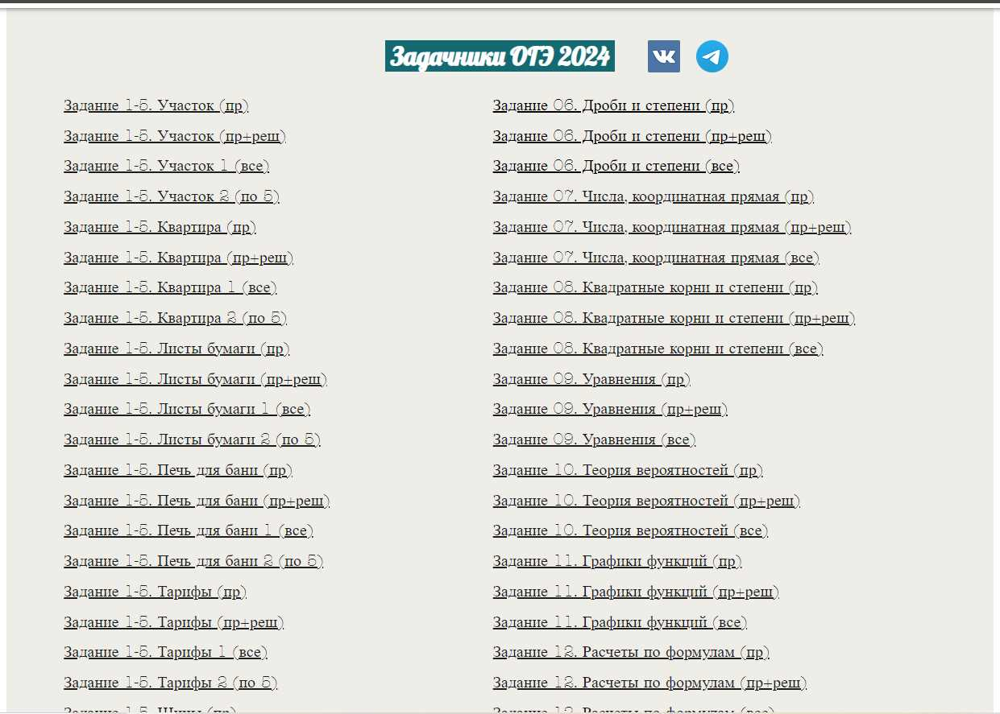 Задачники ОГЭ 2024
Задание 1-5. Участок (пр)
Задание 1-5. Участок (пр+реш)
Задание 1-5. Участок 1 (все)
Задание 1-5. Участок 2 (по 5)
Задание 1-5. Квартира (пр)
Задание 1-5. Квартира (пр+реш)
Задание 1-5. Квартира 1 (все)
Задание 1-5. Квартира 2 (по 5)
Задание 1-5. Листы бумаги (пр)
Задание 1-5. Листы бумаги (пр+реш)
Задание 1-5. Листы бумаги 1 (все)
Задание 1-5. Листы бумаги 2 (по 5)
Задание 1-5. Печь для бани (пр)
Задание 1-5. Печь для бани (пр+реш)
Задание 1-5. Печь для бани 1 (все)
Задание 1-5. Печь для бани 2 (по 5)
Задание 1-5. Тарифы (пр)
Задание 1-5. Тарифы (пр+реш)
Задание 1-5. Тарифы 1 (все)
Задание 1-5. Тарифы 2 (по 5)
Задание 1-5. Шины (пр)
Задание 06. Дроби и степени (пр)
Задание 06. Дроби и степени (пр+реш)
Задание 06. Дроби и степени (все)
Задание 07. Числа, координатная прямая (пр)
Задание 07. Числа, координатная прямая (пр+реш)
Задание 07. Числа, координатная прямая (все)
Задание 08. Квадратные корни и степени (пр)
Задание 08. Квадратные корни и степени (пр+реш)
Задание 08. Квадратные корни и степени (все)
Задание 09. Уравнения (пр)
Задание 09. Уравнения (пр+реш)
Задание 09. Уравнения (все)
Задание 10. Теория вероятностей (пр)
Задание 10. Теория вероятностей (пр+реш)
Задание 10. Теория вероятностей (все)
Задание 11. Графики функций (пр)
Задание 11. Графики функций (пр+реш)
Задание 11. Графики функций (все)
Задание 12. Расчеты по формулам (пр)
Задание 12. Расчеты по формулам (пр+реш)
Задание 12. Расчеты по формулам (все)